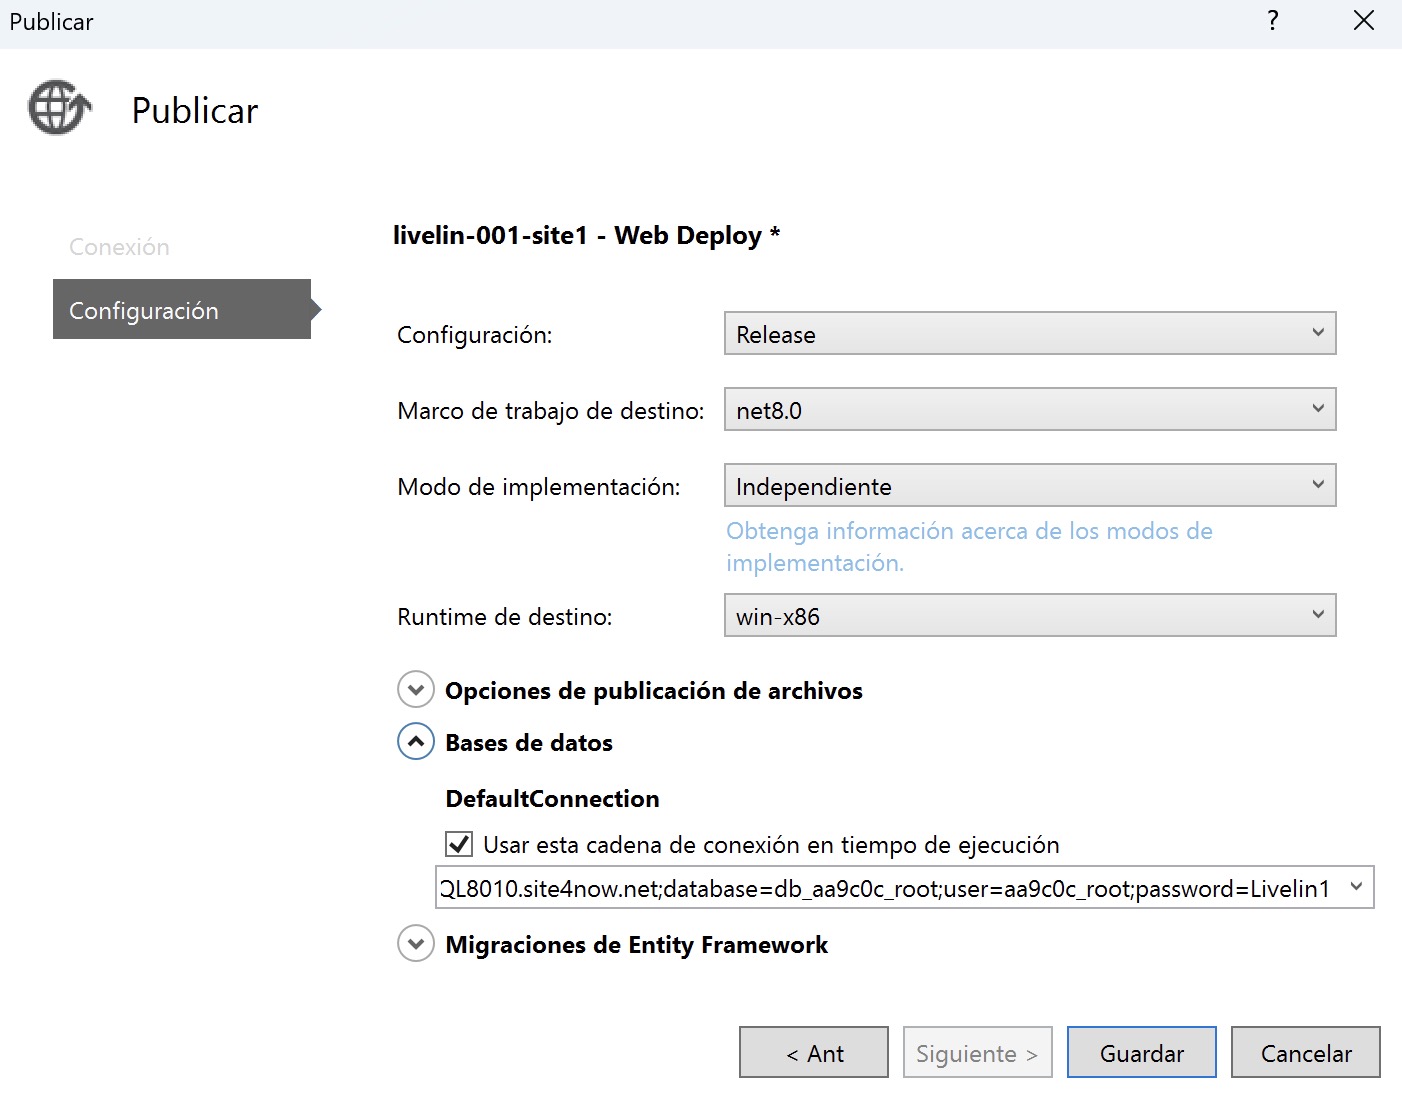 Publicar
?
Publicar
Conexión
Configuración
livelin-001-site1 - Web Deploy *
Configuración:
Release
Marco de trabajo de destino:
net8.0
Modo de implementación:
Independiente
Obtenga información acerca de los modos de
implementación.
Runtime de destino:
win-x86
Opciones de publicación de archivos
Bases de datos
DefaultConnection
Usar esta cadena de conexión en tiempo de ejecución
QL8010.site4now.net;database=db_aa9c0c_root;user=aa9c0c_root;password=Livelin1
Migraciones de Entity Framework
< Ant
Siguiente >
Guardar
Cancelar